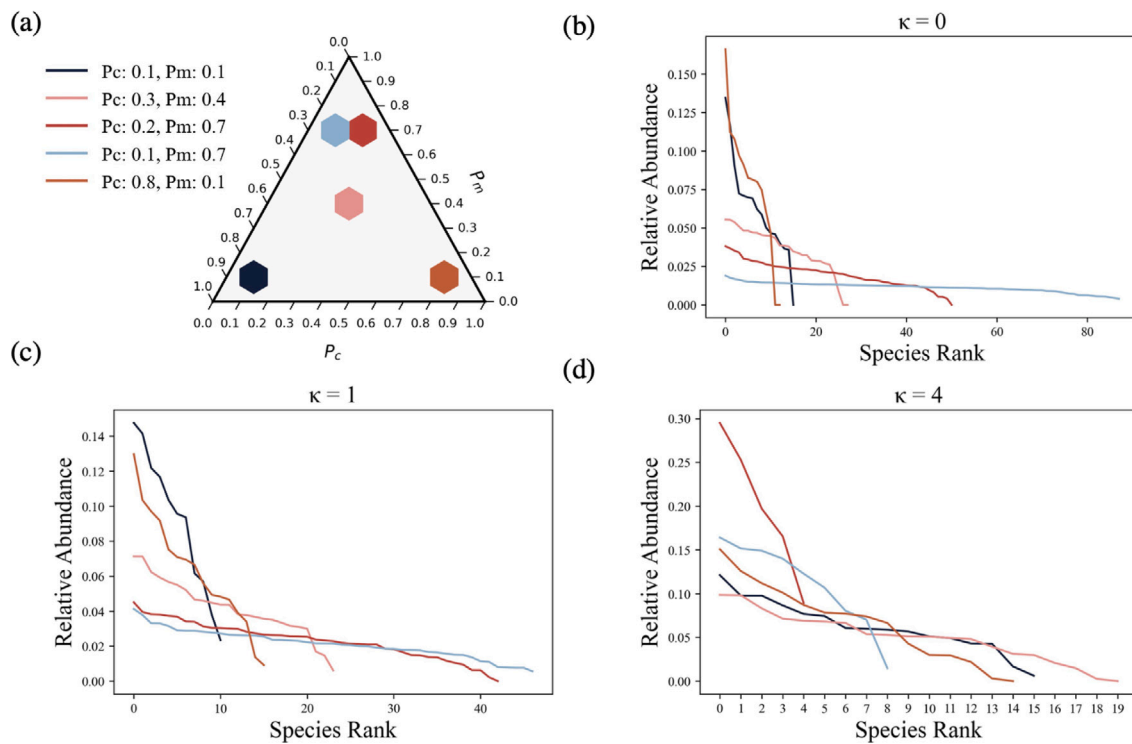 (a)
Pc: 0.1, Pm: 0.1
Pc: 0.3, Pm: 0.4
Pc: 0.2, Pm: 0.7
Pc: 0.1, Pm: 0.7
Pc: 0.8, Pm: 0.1
0.0
0.1
0.2
0.3
0.4
0.5
0.6
0.7
0.8
0.9
1.0
1.0
0.9
0.8
0.7
0.6
0.5
0.4
0.3
0.2
0.1
0.0
Pm
0.0 0.1 0.2 0.3 0.4 0.5 0.6 0.7 0.8 0.9 1.0
Pc
(b)
κ = 0
Relative Abundance
0.150
0.125
0.100
0.075
0.050
0.025
0.000
0 20 40 60 80
Species Rank
(c)
κ = 1
Relative Abundance
0.14
0.12
0.10
0.08
0.06
0.04
0.02
0.00
0 10 20 30 40
Species Rank
(d)
κ = 4
Relative Abundance
0.30
0.25
0.20
0.15
0.10
0.05
0.00
0 1 2 3 4 5 6 7 8 9 10 11 12 13 14 15 16 17 18 19
Species Rank